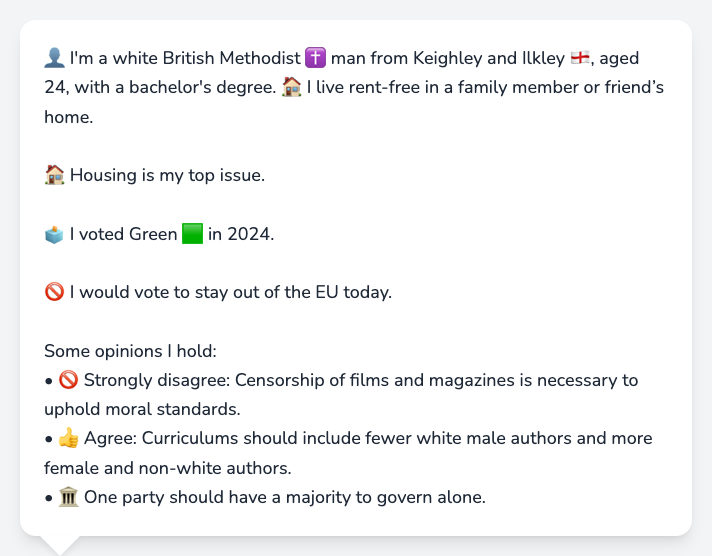 👤 I'm a white British Methodist ✝️ man from Keighley and Ilkley 🏴󠁧󠁢󠁥󠁮󠁧󠁿, aged
24, with a bachelor's degree. 🏠 I live rent-free in a family member or friend’s
home.
🏠 Housing is my top issue.
🗳️ I voted Green 🟩 in 2024.
🚫 I would vote to stay out of the EU today.
Some opinions I hold:
• 🚫 Strongly disagree: Censorship of films and magazines is necessary to
uphold moral standards.
• 👍 Agree: Curriculums should include fewer white male authors and more
female and non-white authors.
• 🏛️ One party should have a majority to govern alone.